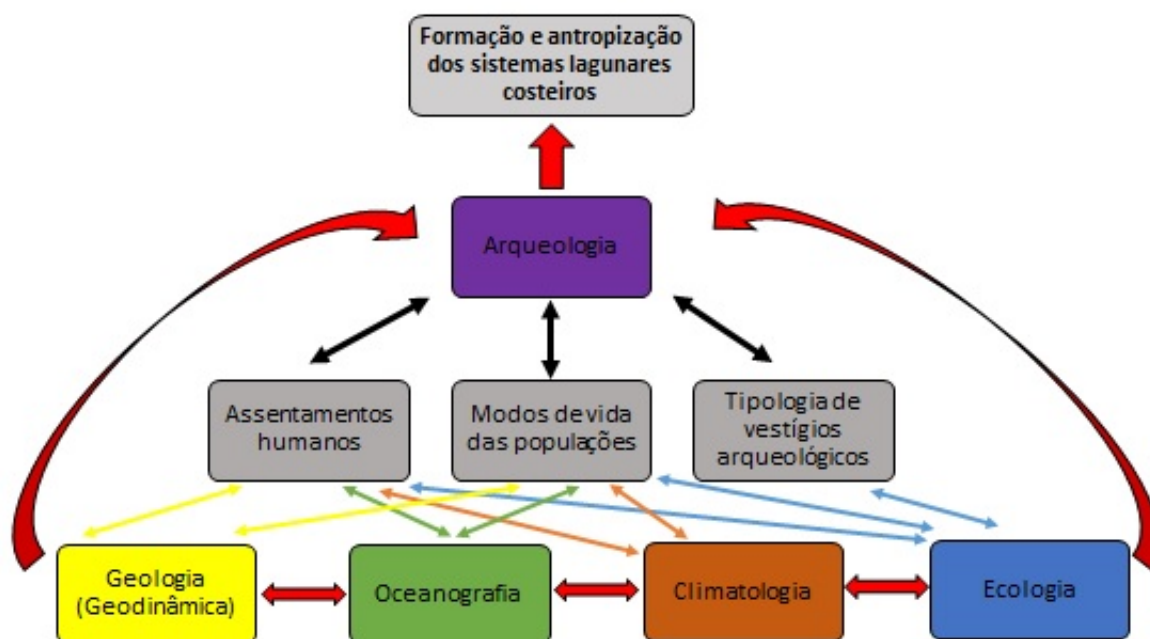 Formação e antropização
dos sistemas lagunares
costeiros
Arqueologia
Assentamentos
humanos
Modos de vida
das populações
Tipologia de
vestígios
arqueológicos
Geologia
(Geodinâmica)
Oceanografia
Climatologia
Ecologia